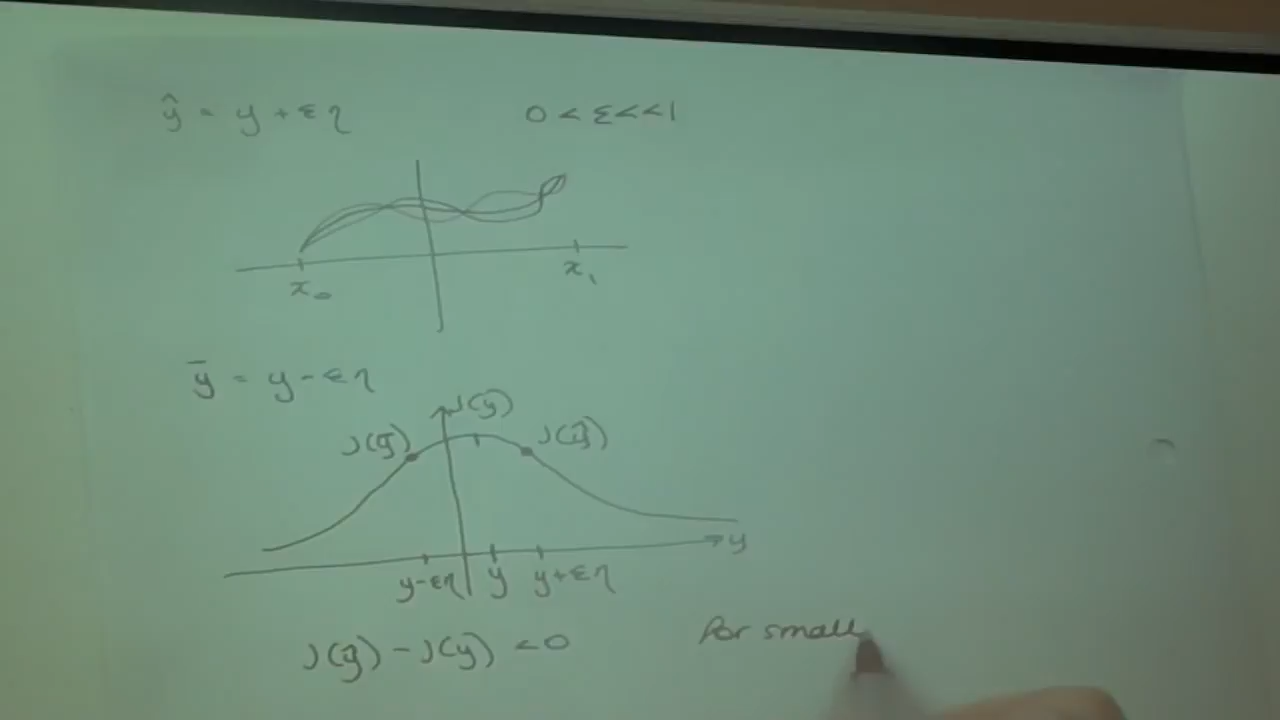 ŷ = y + εη 0 < ε << 1
x₀ x₁
ȳ = y - εη
J(y)
J(ȳ) J(ŷ)
y
y-εη y y+εη
J(ȳ) - J(y) < 0 for small